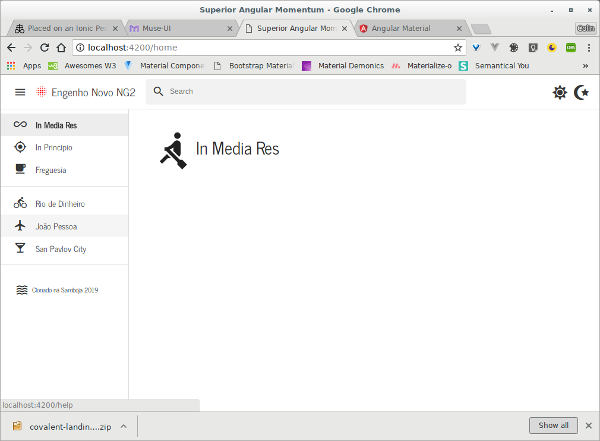 Superior Angular Momentum - Google Chrome
Placed on an Ionic Pe
Muse-UI
Superior Angular Mom
Angular Material
Colin
localhost:4200/home
Apps
Awesomes W3
Material Compone
Bootstrap Materia
Material Demonics
Materialize-o
Semantical You
»
Engenho Novo NG2
Search
In Media Res
In Principio
Freguesia
Rio de Dinheiro
João Pessoa
San Pavlov City
Clonado na Samboja 2009
In Media Res
localhost:4200/help
covalent-landin....zip
Show all